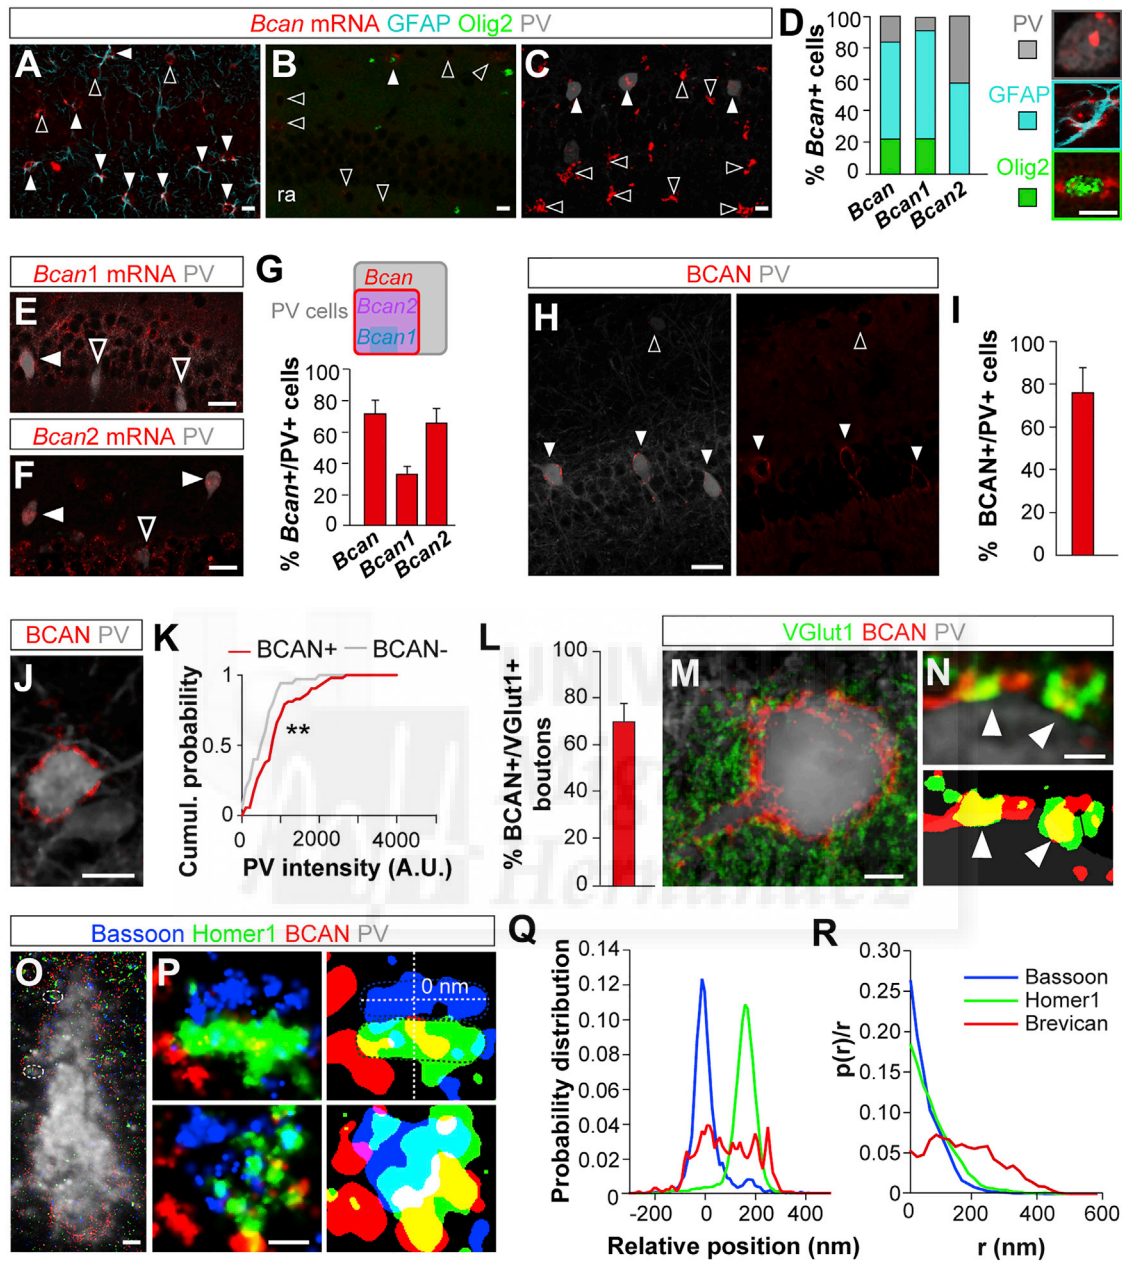 Bcan mRNA GFAP Olig2 PV
A
B
ra
C
D
% Bcan+ cells
100
80
60
40
20
0
Bcan
Bcan1
Bcan2
PV
GFAP
Olig2
Bcan1 mRNA PV
E
Bcan2 mRNA PV
F
G
PV cells
Bcan
Bcan2
Bcan1
% Bcan+/PV+ cells
100
80
60
40
20
0
Bcan
Bcan1
Bcan2
BCAN PV
H
I
% BCAN+/PV+ cells
100
80
60
40
20
0
BCAN PV
J
K
BCAN+ BCAN-
Cumul. probability
1
0.5
0
**
0 2000 4000
PV intensity (A.U.)
L
% BCAN+/VGlut1+
boutons
100
80
60
40
20
0
VGlut1 BCAN PV
M
N
Bassoon Homer1 BCAN PV
O
P
0 nm
Q
Probability distribution
0.14
0.12
0.10
0.08
0.06
0.04
0.02
0
-200 0 200 400
Relative position (nm)
R
p(r)/r
0.30
0.25
0.20
0.15
0.10
0.05
0
Bassoon
Homer1
Brevican
0 200 400 600
r (nm)
UNIV
Hernández